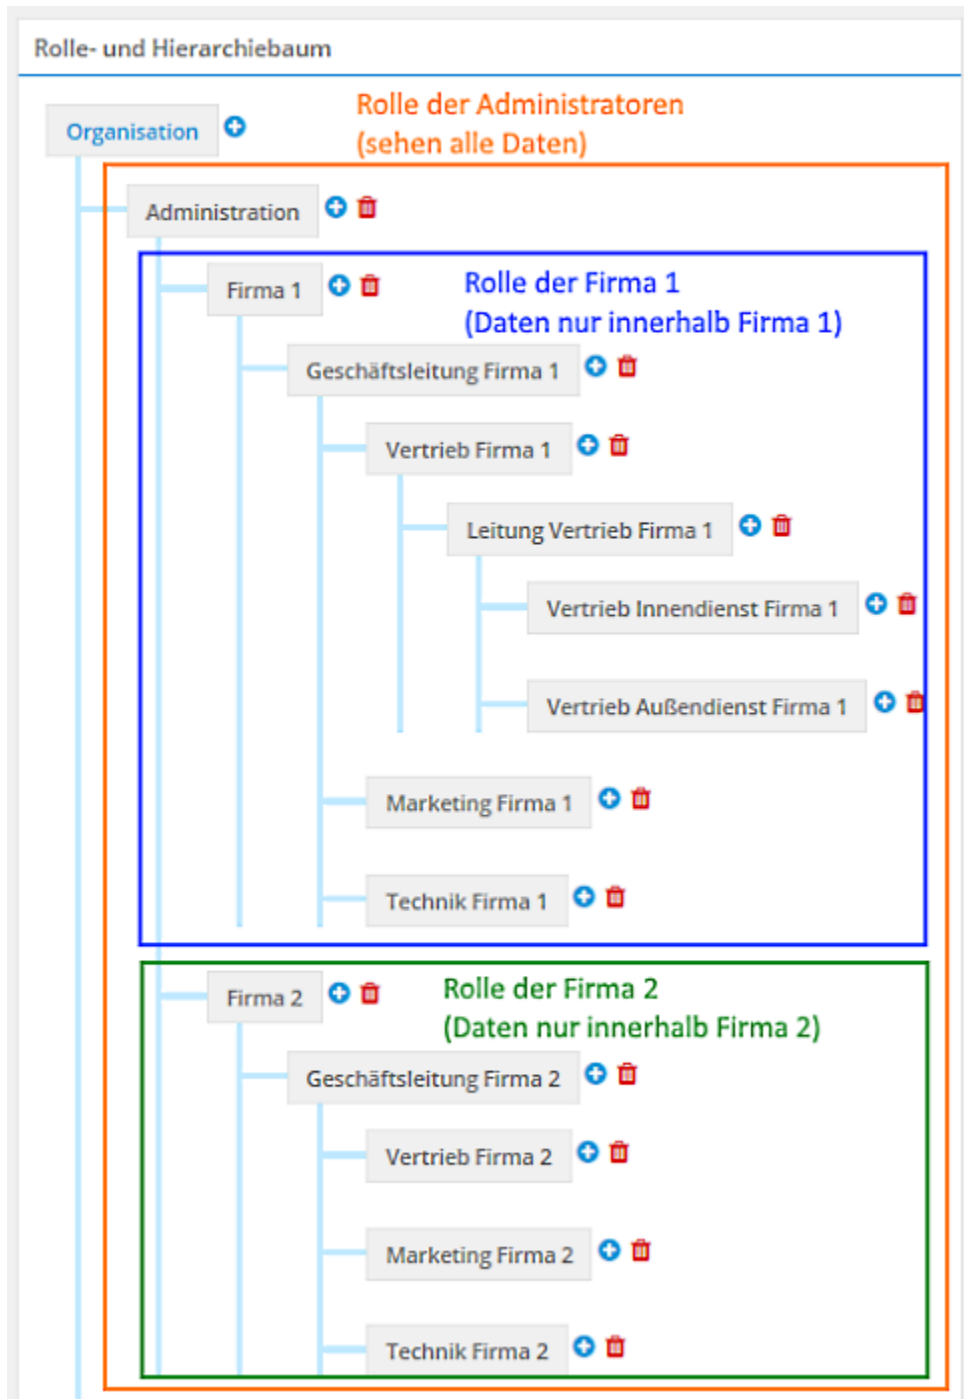 Rolle- und Hierarchiebaum
Rolle der Administratoren
(sehen alle Daten)
Organisation
Administration
Firma 1
Rolle der Firma 1
(Daten nur innerhalb Firma 1)
Geschäftsleitung Firma 1
Vertrieb Firma 1
Leitung Vertrieb Firma 1
Vertrieb Innendienst Firma 1
Vertrieb Außendienst Firma 1
Marketing Firma 1
Technik Firma 1
Firma 2
Rolle der Firma 2
(Daten nur innerhalb Firma 2)
Geschäftsleitung Firma 2
Vertrieb Firma 2
Marketing Firma 2
Technik Firma 2